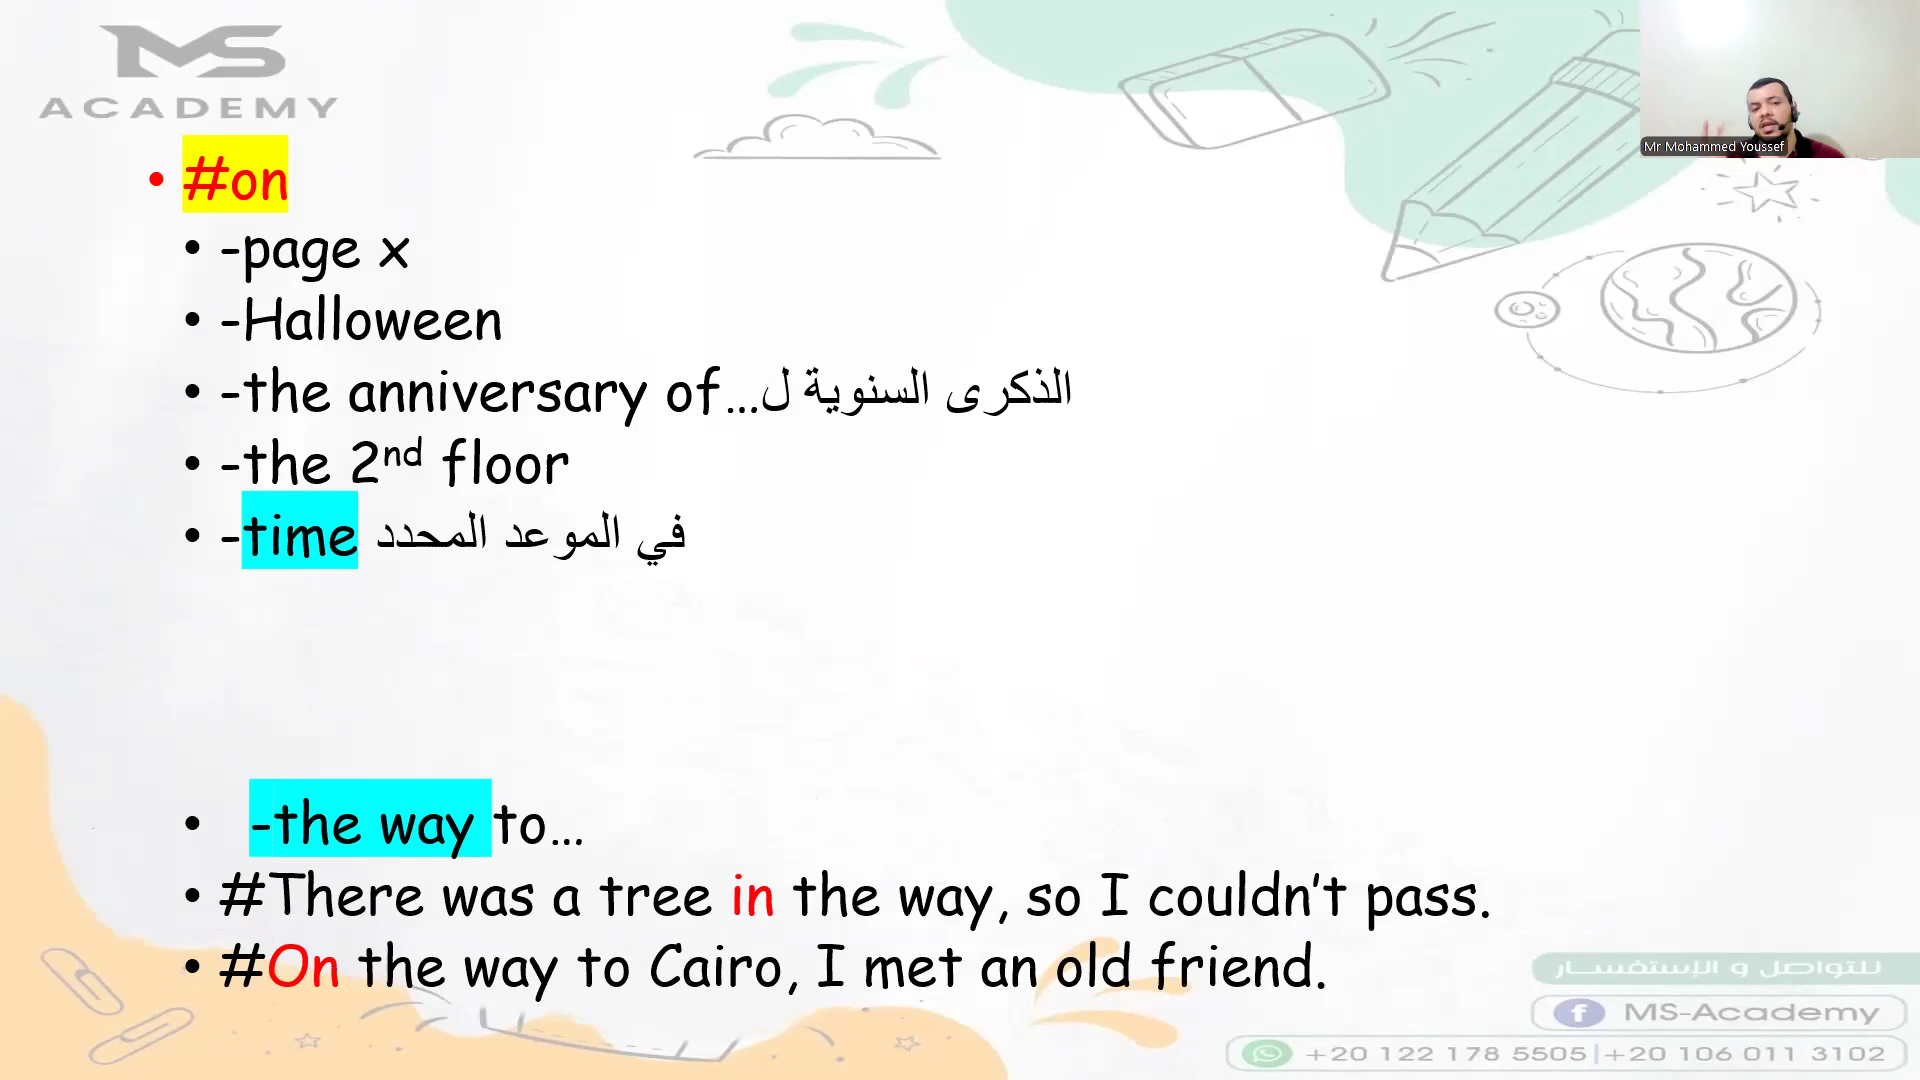 MS
ACADEMY
Mr Mohammed Youssef
#on
-page x
-Halloween
-the anniversary of...الذكرى السنوية ل
-the 2nd floor
-time في الموعد المحدد
-the way to...
#There was a tree in the way, so I couldn't pass.
#On the way to Cairo, I met an old friend.
للتواصل و الإستفسار
MS-Academy
+20 122 178 5505 | +20 106 011 3102